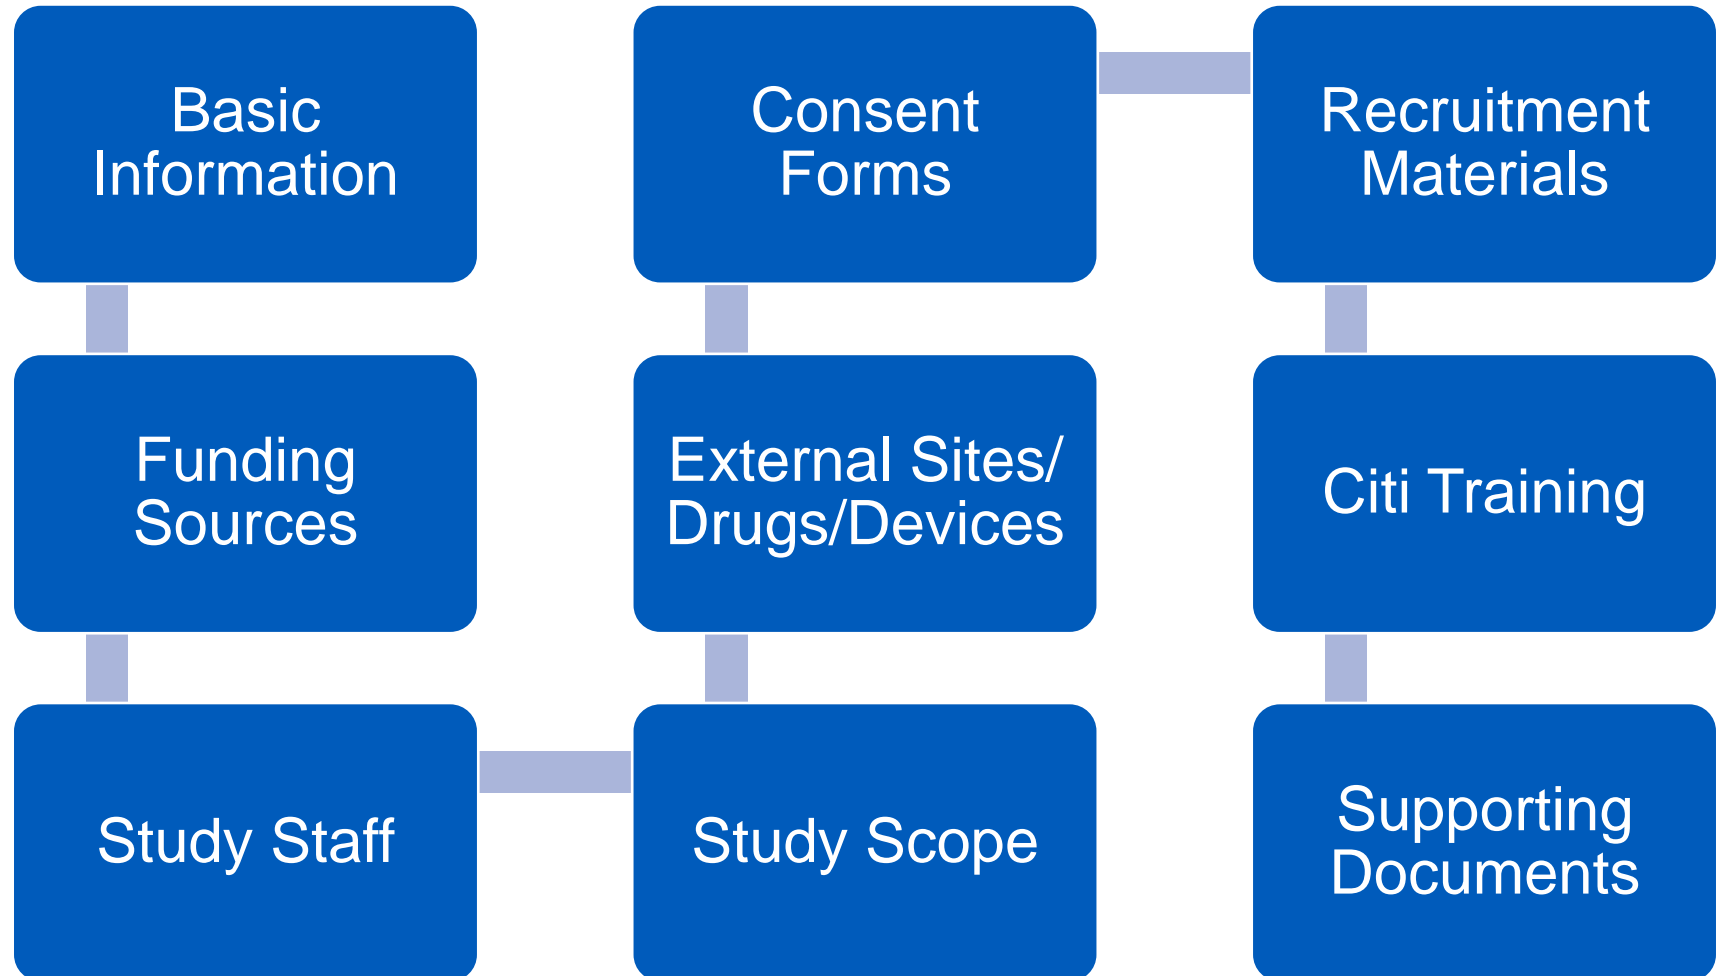 Basic
Information
Funding
Sources
Study Staff
Study Scope
External Sites/
Drugs/Devices
Consent
Forms
Recruitment
Materials
Citi Training
Supporting
Documents